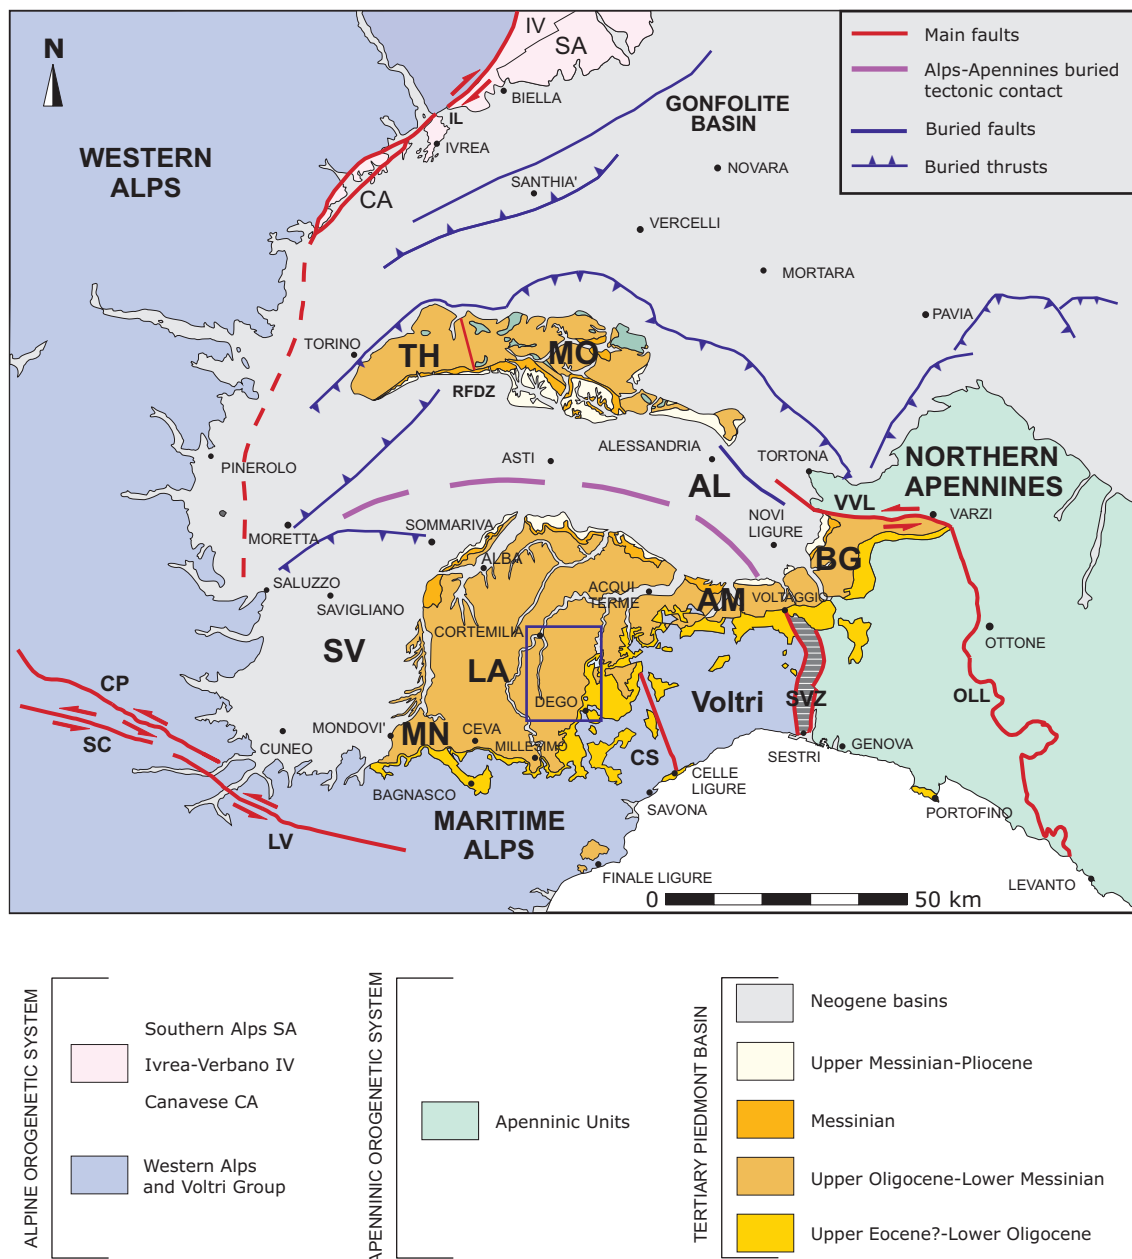 N
IV
SA
Main faults
Alps-Apennines buried
tectonic contact
Buried faults
Buried thrusts
BIELLA
GONFOLITE
BASIN
IL
IVREA
WESTERN
ALPS
CA
NOVARA
SANTHIA'
VERCELLI
MORTARA
PAVIA
TORINO
TH
MO
RFDZ
ALESSANDRIA
ASTI
TORTONA
NORTHERN
APENNINES
PINEROLO
AL
VVL
VARZI
NOVI
LIGURE
SOMMARIVA
MORETTA
BG
ALBA
SALUZZO
ACQUI
TERME
AM
VOLTAGGIO
SAVIGLIANO
CORTEMILIA
OTTONE
SV
LA
CP
DEGO
Voltri
SVZ
OLL
SC
MONDOVI'
MN
CEVA
CUNEO
MILLESIMO
CS
SESTRI
GENOVA
CELLE
LIGURE
BAGNASCO
SAVONA
PORTOFINO
MARITIME
ALPS
LV
FINALE LIGURE
LEVANTO
0
50 km
ALPINE OROGENETIC SYSTEM
Southern Alps SA
Ivrea-Verbano IV
Canavese CA
Western Alps
and Voltri Group
APENNINIC OROGENETIC SYSTEM
Apenninic Units
TERTIARY PIEDMONT BASIN
Neogene basins
Upper Messinian-Pliocene
Messinian
Upper Oligocene-Lower Messinian
Upper Eocene?-Lower Oligocene